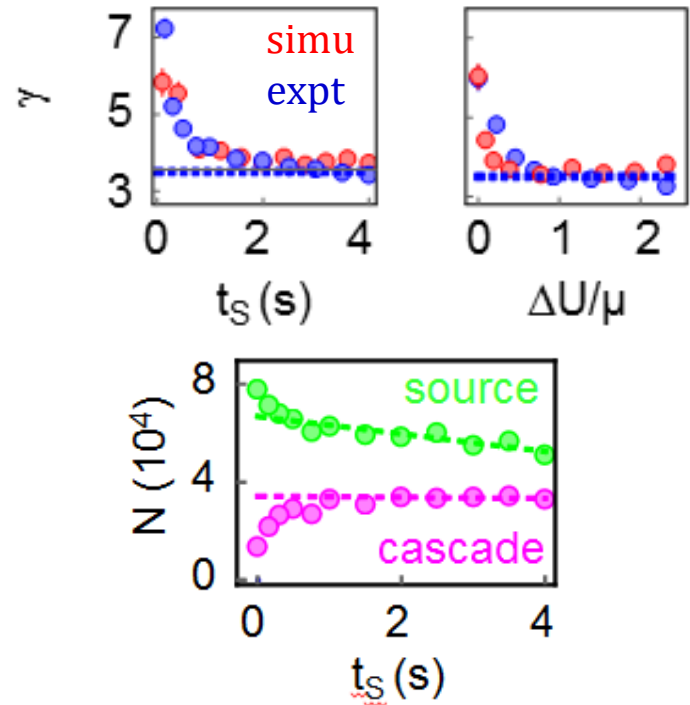 7
5
3
γ
simu
expt
0 2 4
t_S (s)
0 1 2
ΔU/μ
8
4
0
N (10⁴)
source
cascade
0 2 4
t_S (s)